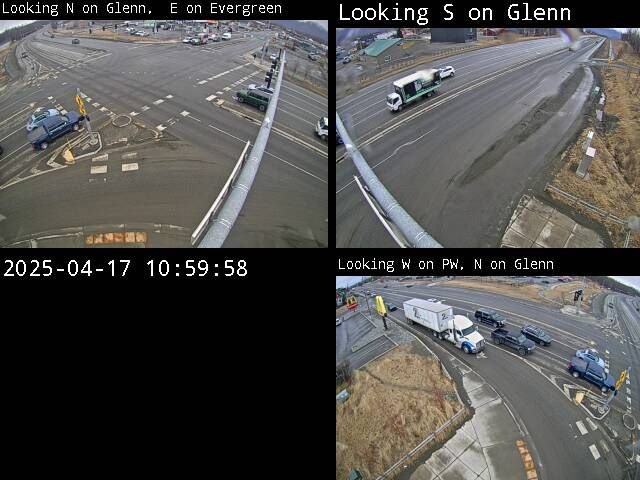 Looking N on Glenn,  E on Evergreen
Looking S on Glenn
2025-04-17 10:59:58
Looking W on PW, N on Glenn